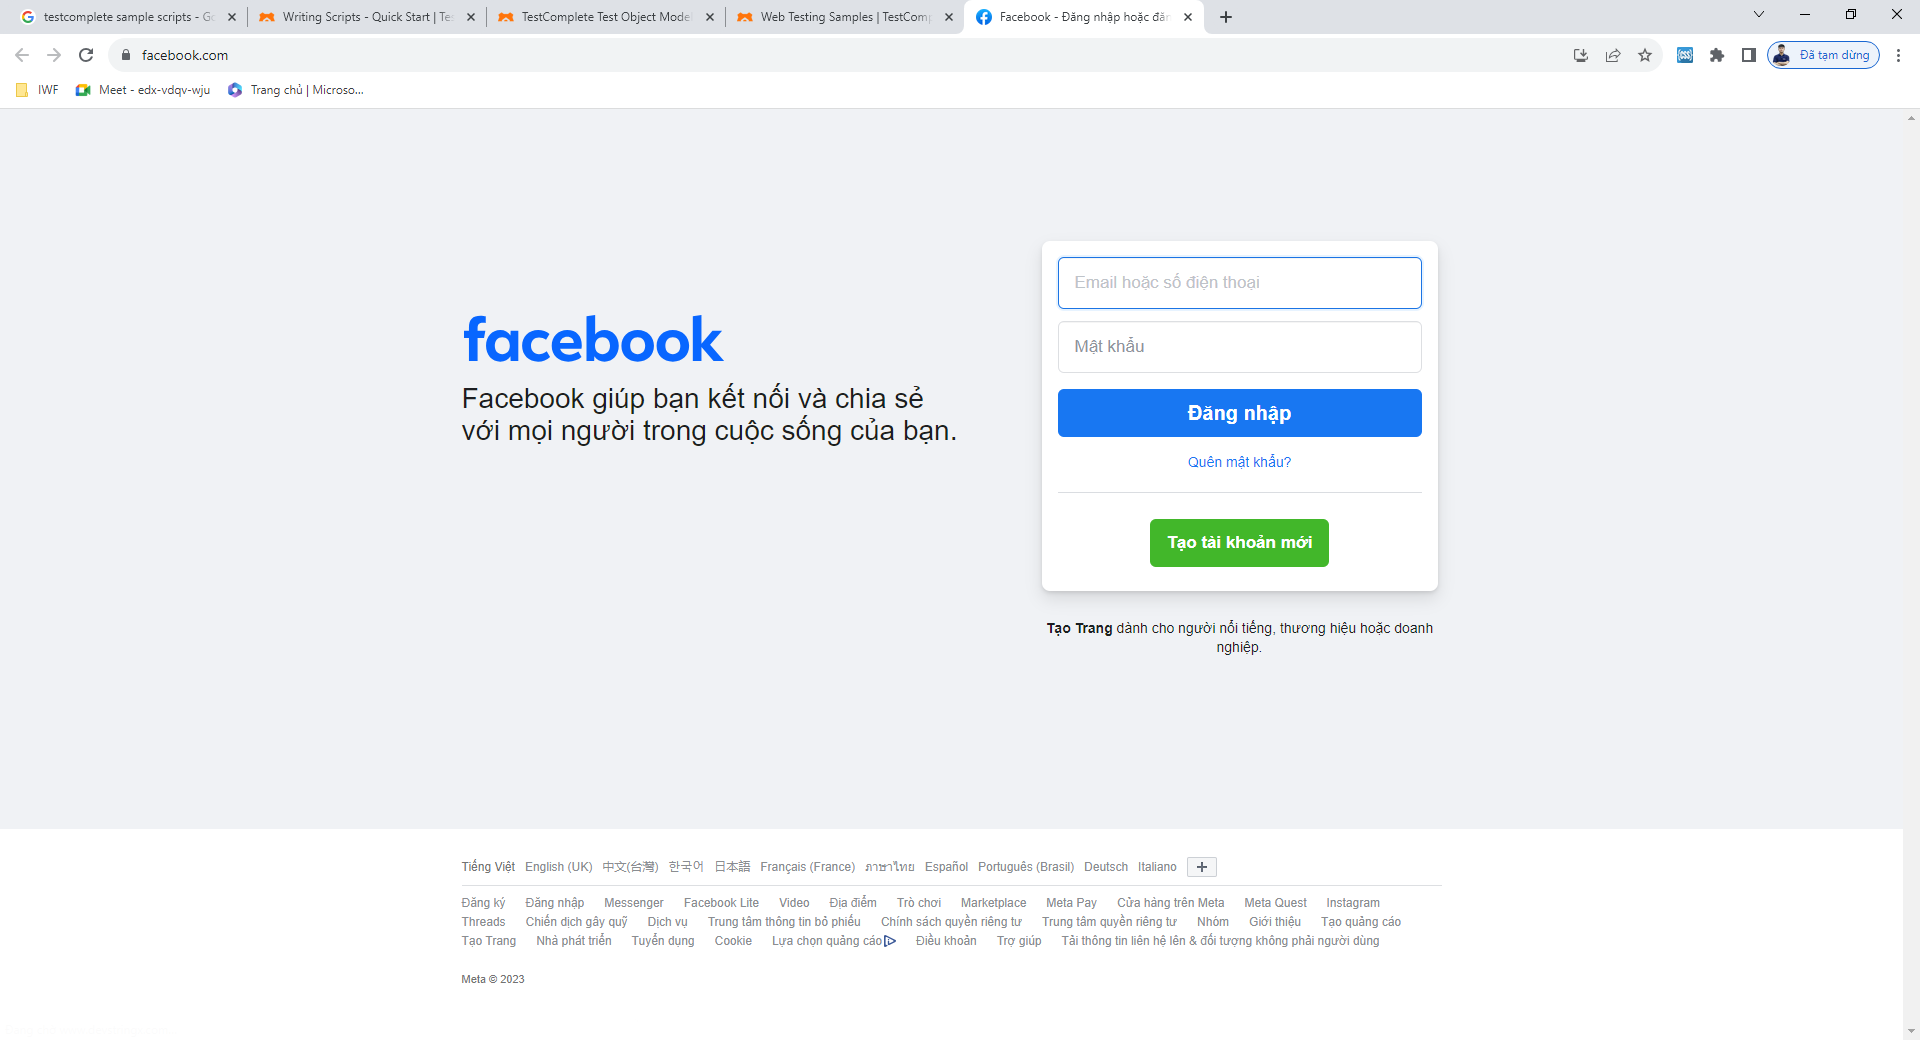 testcomplete sample scripts - Go
Writing Scripts - Quick Start | Tes
TestComplete Test Object Model
Web Testing Samples | TestComp
Facebook - Đăng nhập hoặc đăn
facebook.com
Đã tạm dừng
IWF
Meet - edx-vdqv-wju
Trang chủ | Microso...
facebook
Facebook giúp bạn kết nối và chia sẻ
với mọi người trong cuộc sống của bạn.
Email hoặc số điện thoại
Mật khẩu
Đăng nhập
Quên mật khẩu?
Tạo tài khoản mới
Tạo Trang dành cho người nổi tiếng, thương hiệu hoặc doanh
nghiệp.
Tiếng Việt English (UK) 中文(台灣) 한국어 日本語 Français (France) ภาษาไทย Español Português (Brasil) Deutsch Italiano
Đăng ký Đăng nhập Messenger Facebook Lite Video Địa điểm Trò chơi Marketplace Meta Pay Cửa hàng trên Meta Meta Quest Instagram
Threads Chiến dịch gây quỹ Dịch vụ Trung tâm thông tin bỏ phiếu Chính sách quyền riêng tư Trung tâm quyền riêng tư Nhóm Giới thiệu Tạo quảng cáo
Tạo Trang Nhà phát triển Tuyển dụng Cookie Lựa chọn quảng cáo Điều khoản Trợ giúp Tải thông tin liên hệ lên & đối tượng không phải người dùng
Meta © 2023